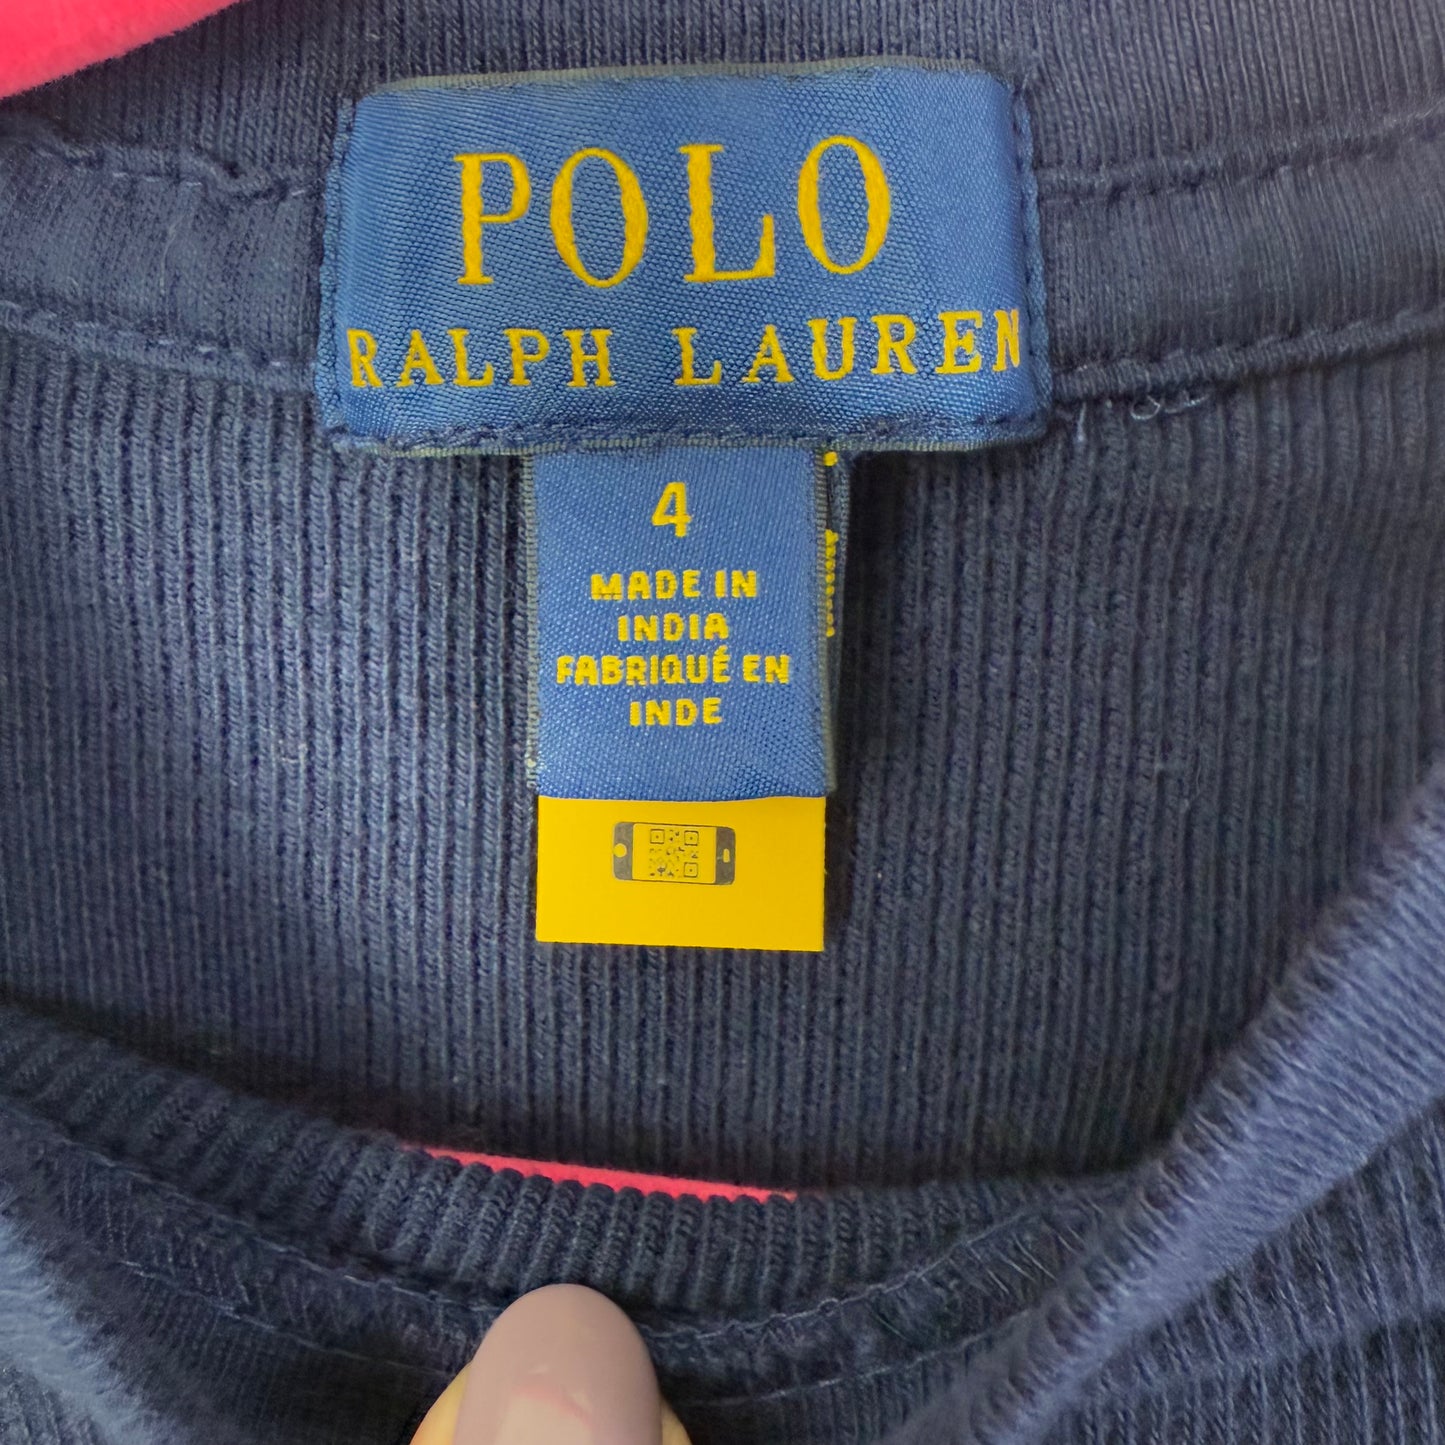 POLO
RALPH LAUREN
4
MADE IN
INDIA
FABRIQUÉ EN
INDE